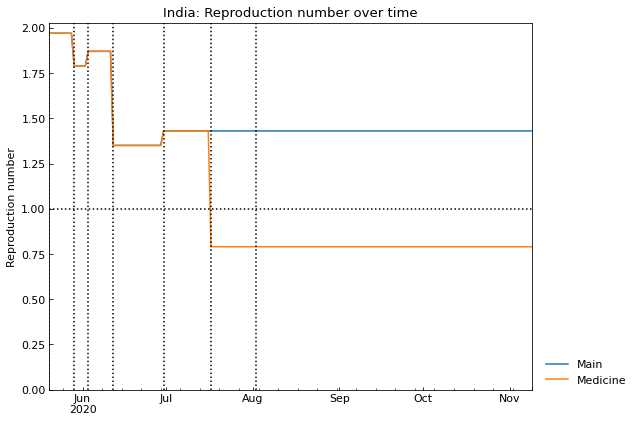 India: Reproduction number over time
Reproduction number
2.00
1.75
1.50
1.25
1.00
0.75
0.50
0.25
0.00
Jun
2020
Jul
Aug
Sep
Oct
Nov
Main
Medicine